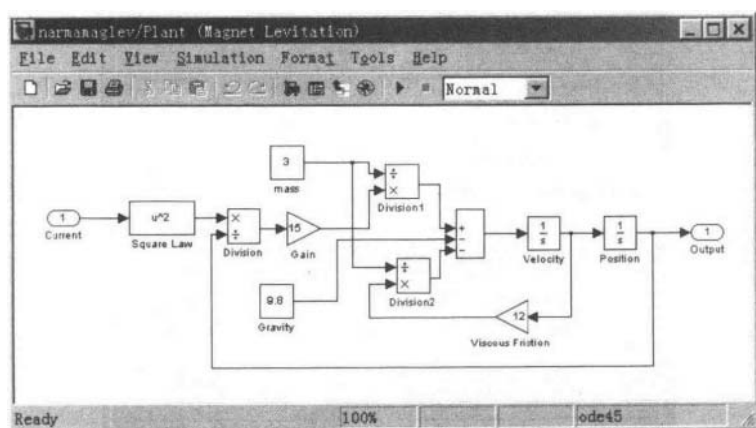 narmamaglev/Plant (Magnet Levitation)
File Edit View Simulation Format Tools Help
Normal
3
mass
÷
×
Division1
1
Current
u^2
Square Law
×
÷
Division
15
Gain
+
−
−
1
s
Velocity
1
s
Position
1
Output
÷
×
Division2
9.8
Gravity
12
Viscous Friction
Ready 100% ode45